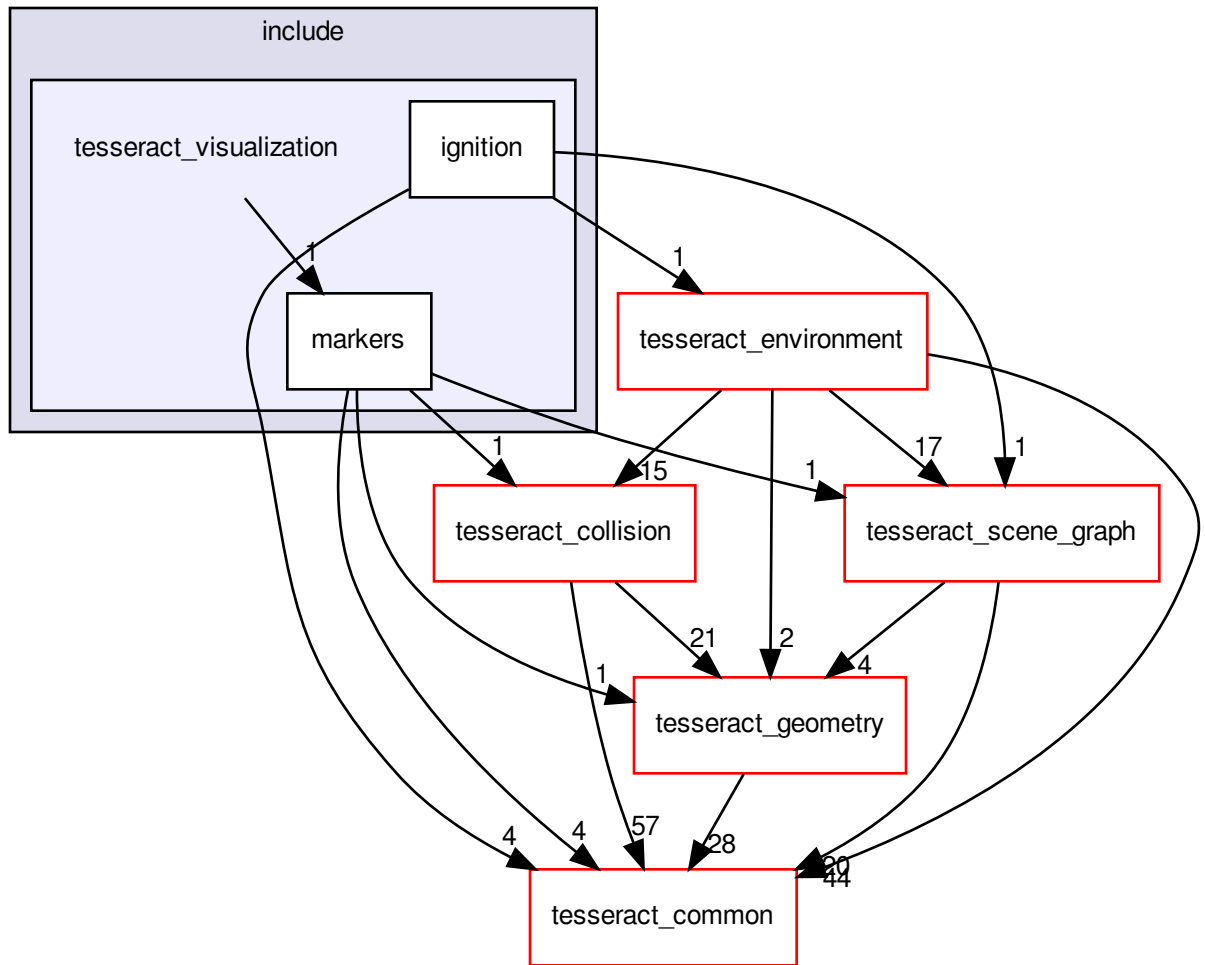 include
tesseract_visualization
ignition
1
1
markers
tesseract_environment
1
15
1
17
1
tesseract_collision
tesseract_scene_graph
1
21
2
4
tesseract_geometry
4
4
57
28
20
44
tesseract_common